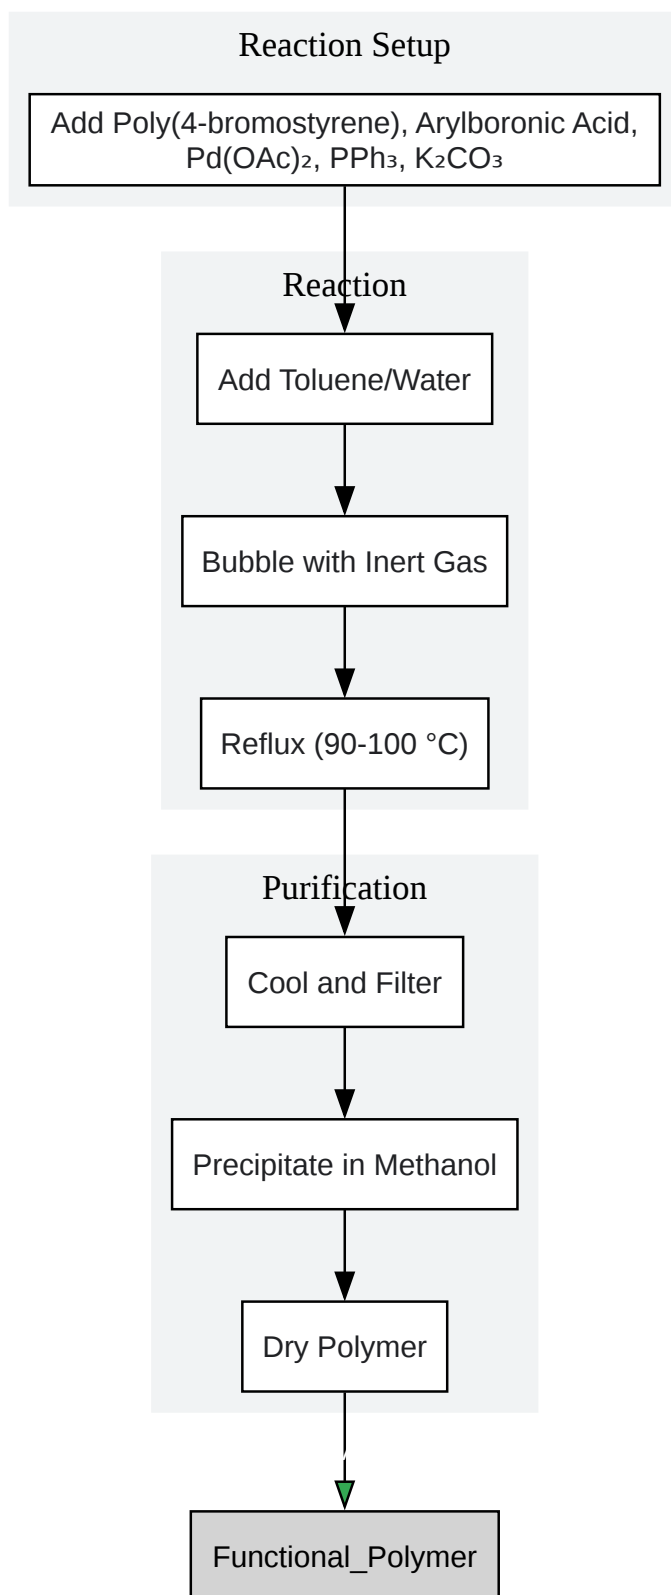 Reaction Setup
Add Poly(4-bromostyrene), Arylboronic Acid,
Pd(OAc)₂, PPh₃, K₂CO₃
Reaction
Add Toluene/Water
Bubble with Inert Gas
Reflux (90-100 °C)
Purification
Cool and Filter
Precipitate in Methanol
Dry Polymer
Functional_Polymer